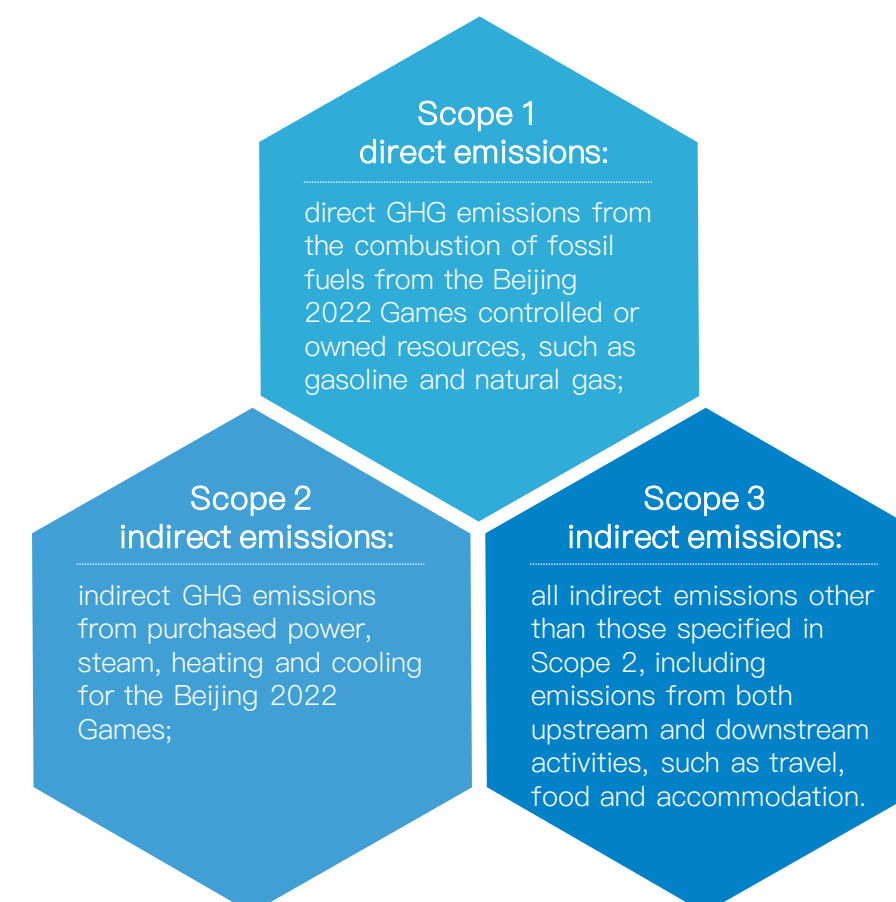 Scope 1
direct emissions:
direct GHG emissions from
the combustion of fossil
fuels from the Beijing
2022 Games controlled or
owned resources, such as
gasoline and natural gas;
Scope 2
indirect emissions:
indirect GHG emissions
from purchased power,
steam, heating and cooling
for the Beijing 2022
Games;
Scope 3
indirect emissions:
all indirect emissions other
than those specified in
Scope 2, including
emissions from both
upstream and downstream
activities, such as travel,
food and accommodation.